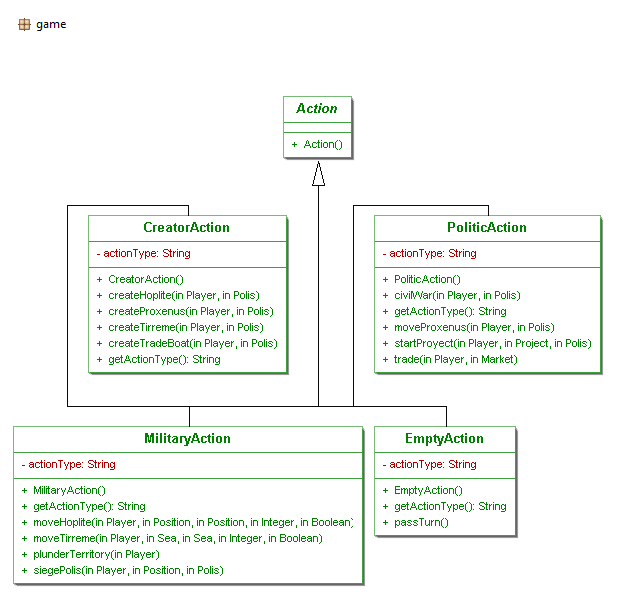 game
Action
+ Action()
CreatorAction
- actionType: String
+ CreatorAction()
+ createHoplite(in Player, in Polis)
+ createProxenus(in Player, in Polis)
+ createTirreme(in Player, in Polis)
+ createTradeBoat(in Player, in Polis)
+ getActionType(): String
PoliticAction
- actionType: String
+ PoliticAction()
+ civilWar(in Player, in Polis)
+ getActionType(): String
+ moveProxenus(in Player, in Polis)
+ startProyect(in Player, in Project, in Polis)
+ trade(in Player, in Market)
MilitaryAction
- actionType: String
+ MilitaryAction()
+ getActionType(): String
+ moveHoplite(in Player, in Position, in Position, in Integer, in Boolean)
+ moveTirreme(in Player, in Sea, in Sea, in Integer, in Boolean)
+ plunderTerritory(in Player)
+ siegePolis(in Player, in Position, in Polis)
EmptyAction
- actionType: String
+ EmptyAction()
+ getActionType(): String
+ passTurn()